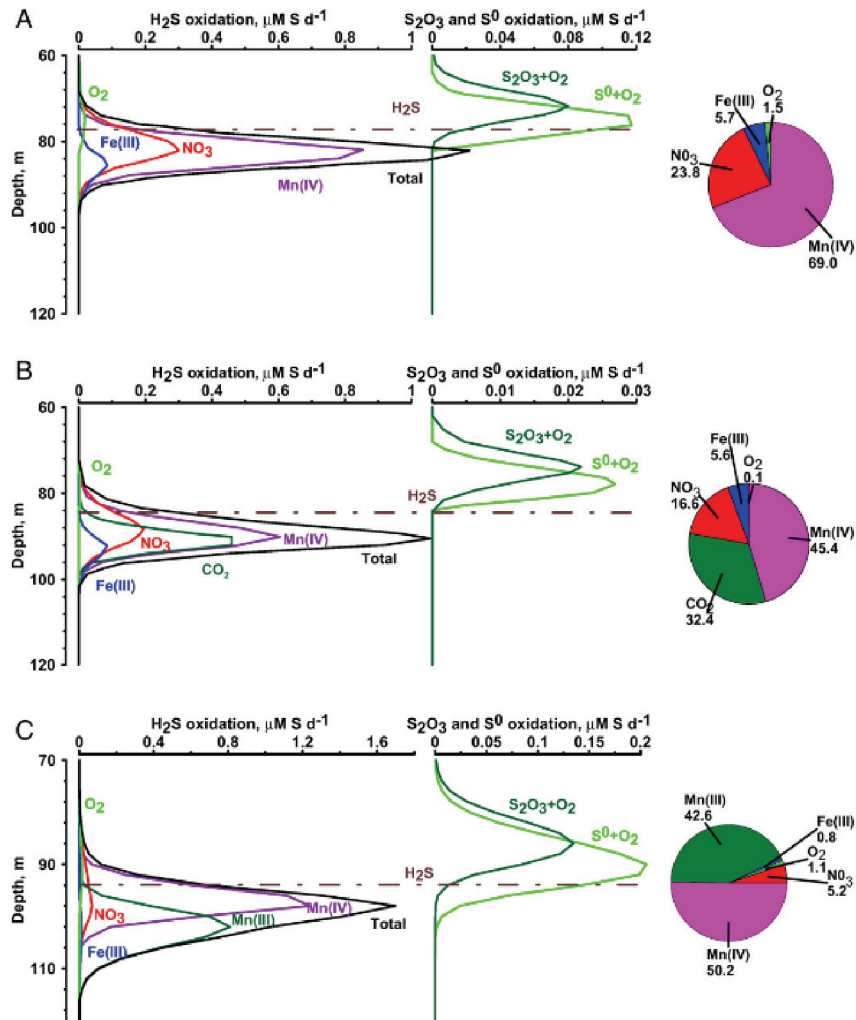 A
H₂S oxidation, µM S d⁻¹
S₂O₃ and S⁰ oxidation, µM S d⁻¹
0 0.2 0.4 0.6 0.8 1
0 0.04 0.08 0.12
60
80
100
120
Depth, m
O₂
Fe(III)
NO₃
Mn(IV)
Total
H₂S
S₂O₃+O₂
S⁰+O₂
Fe(III)
5.7
O₂
1.5
N0₃
23.8
Mn(IV)
69.0
B
H₂S oxidation, µM S d⁻¹
S₂O₃ and S⁰ oxidation, µM S d⁻¹
0 0.2 0.4 0.6 0.8 1
0 0.01 0.02 0.03
60
80
100
120
Depth, m
O₂
Fe(III)
NO₃
CO₂
Mn(IV)
Total
H₂S
S₂O₃+O₂
S⁰+O₂
Fe(III)
5.6
O₂
0.1
NO₃
16.6
Mn(IV)
45.4
CO₂
32.4
C
H₂S oxidation, µM S d⁻¹
S₂O₃ and S⁰ oxidation, µM S d⁻¹
0 0.4 0.8 1.2 1.6
0 0.05 0.1 0.15 0.2
70
90
110
Depth, m
O₂
NO₃
Fe(III)
Mn(III)
Mn(IV)
Total
H₂S
S₂O₃+O₂
S⁰+O₂
Mn(III)
42.6
Fe(III)
0.8
O₂
1.1
N0₃
5.2
Mn(IV)
50.2